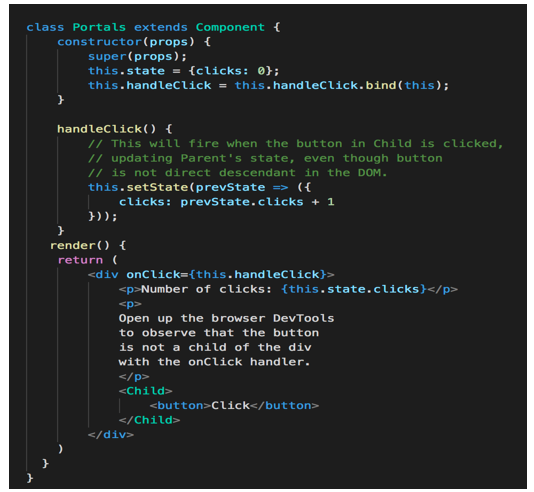 class Portals extends Component {
    constructor(props) {
        super(props);
        this.state = {clicks: 0};
        this.handleClick = this.handleClick.bind(this);
    }

    handleClick() {
        // This will fire when the button in Child is clicked,
        // updating Parent's state, even though button
        // is not direct descendant in the DOM.
        this.setState(prevState => ({
            clicks: prevState.clicks + 1
        }));
    }
   render() {
    return (
        <div onClick={this.handleClick}>
            <p>Number of clicks: {this.state.clicks}</p>
            <p>
            Open up the browser DevTools
            to observe that the button
            is not a child of the div
            with the onClick handler.
            </p>
            <Child>
                <button>Click</button>
            </Child>
        </div>
    )
  }
}